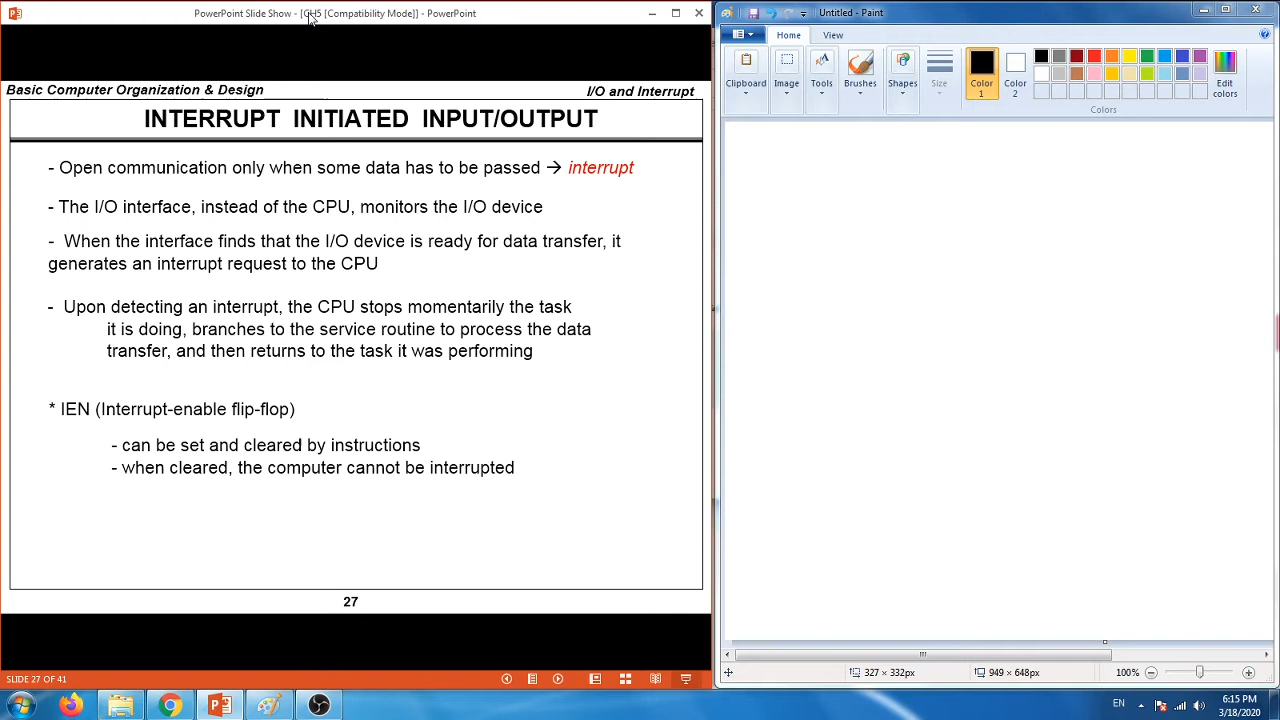 PowerPoint Slide Show - [CH5 [Compatibility Mode]] - PowerPoint
Basic Computer Organization & Design
I/O and Interrupt
INTERRUPT INITIATED INPUT/OUTPUT
- Open communication only when some data has to be passed → interrupt
- The I/O interface, instead of the CPU, monitors the I/O device
- When the interface finds that the I/O device is ready for data transfer, it
generates an interrupt request to the CPU
- Upon detecting an interrupt, the CPU stops momentarily the task
it is doing, branches to the service routine to process the data
transfer, and then returns to the task it was performing
* IEN (Interrupt-enable flip-flop)
- can be set and cleared by instructions
- when cleared, the computer cannot be interrupted
27
SLIDE 27 OF 41
Untitled - Paint
Home View
Clipboard Image Tools Brushes Shapes Size Color 1 Color 2 Edit colors
Colors
327 × 332px
949 × 648px
100%
EN
6:15 PM
3/18/2020